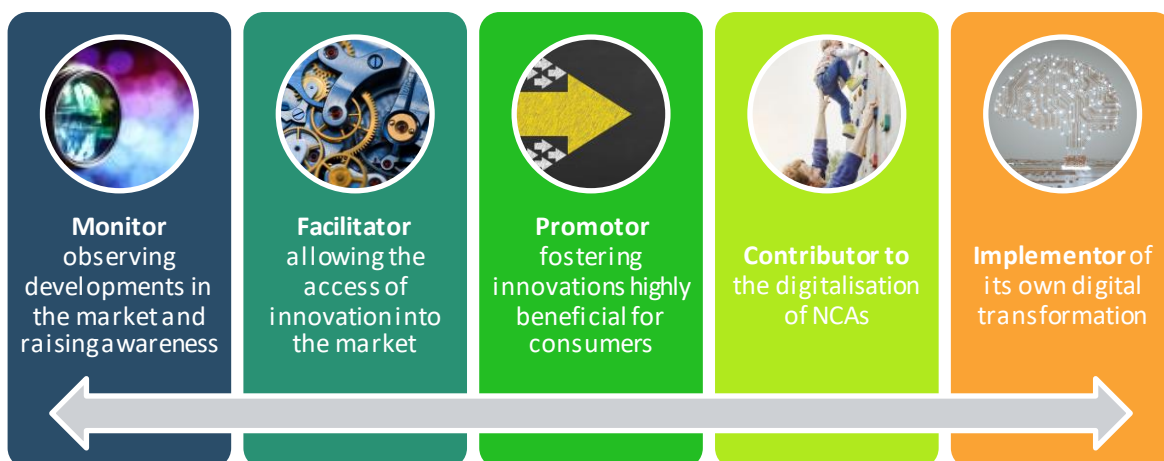 Monitor
observing
developments in
the market and
raising awareness
Facilitator
allowing the
access of
innovation into
the market
Promotor
fostering
innovations highly
beneficial for
consumers
Contributor to
the digitalisation
of NCAs
Implementor of
its own digital
transformation